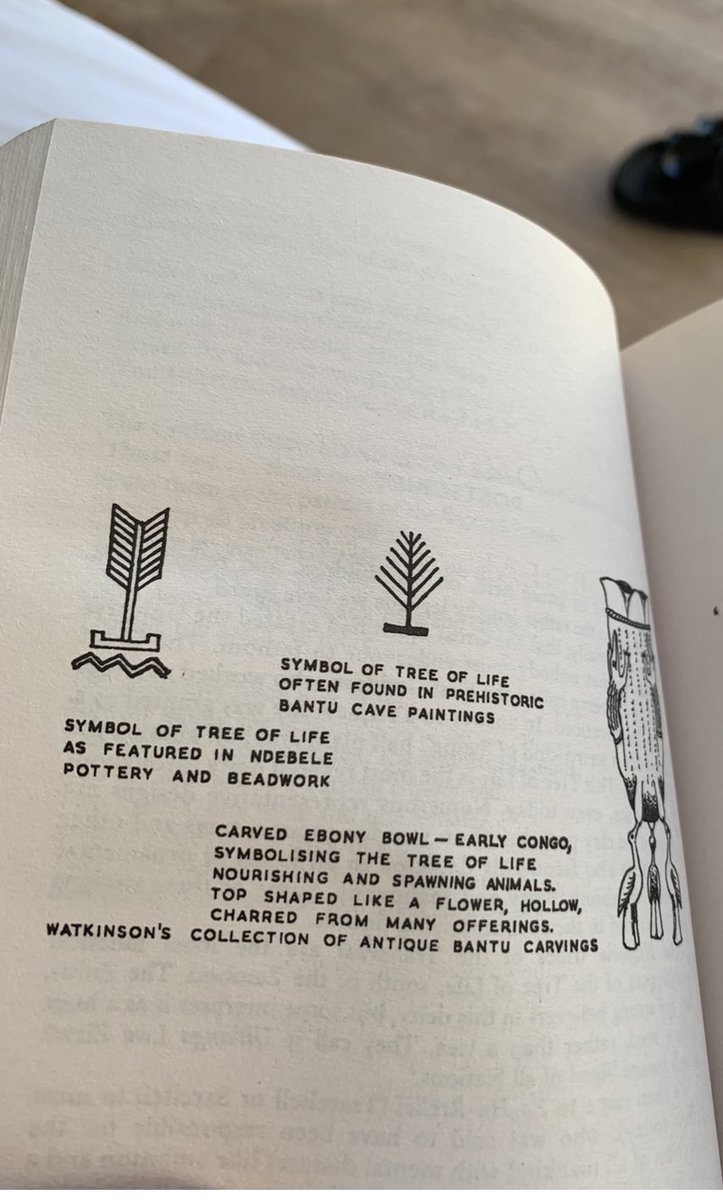 SYMBOL OF TREE OF LIFE
OFTEN FOUND IN PREHISTORIC
BANTU CAVE PAINTINGS
SYMBOL OF TREE OF LIFE
AS FEATURED IN NDEBELE
POTTERY AND BEADWORK
CARVED EBONY BOWL — EARLY CONGO,
SYMBOLISING THE TREE OF LIFE
NOURISHING AND SPAWNING ANIMALS.
TOP SHAPED LIKE A FLOWER, HOLLOW,
CHARRED FROM MANY OFFERINGS.
WATKINSON'S COLLECTION OF ANTIQUE BANTU CARVINGS